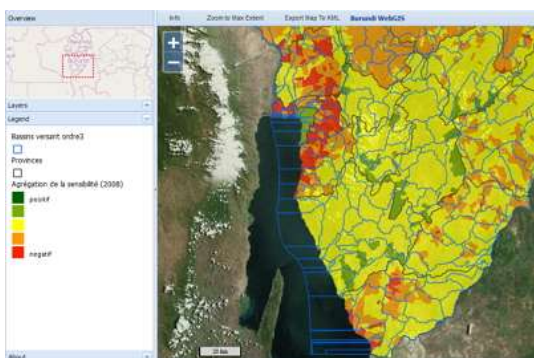 Overview
Info
Zoom to Max Extent
Export Map To KML
Burundi WebGIS
Layers
Legend
Bassins versant ordre3
Provinces
Agrégation de la sensibilité (2008)
positif
negatif
About